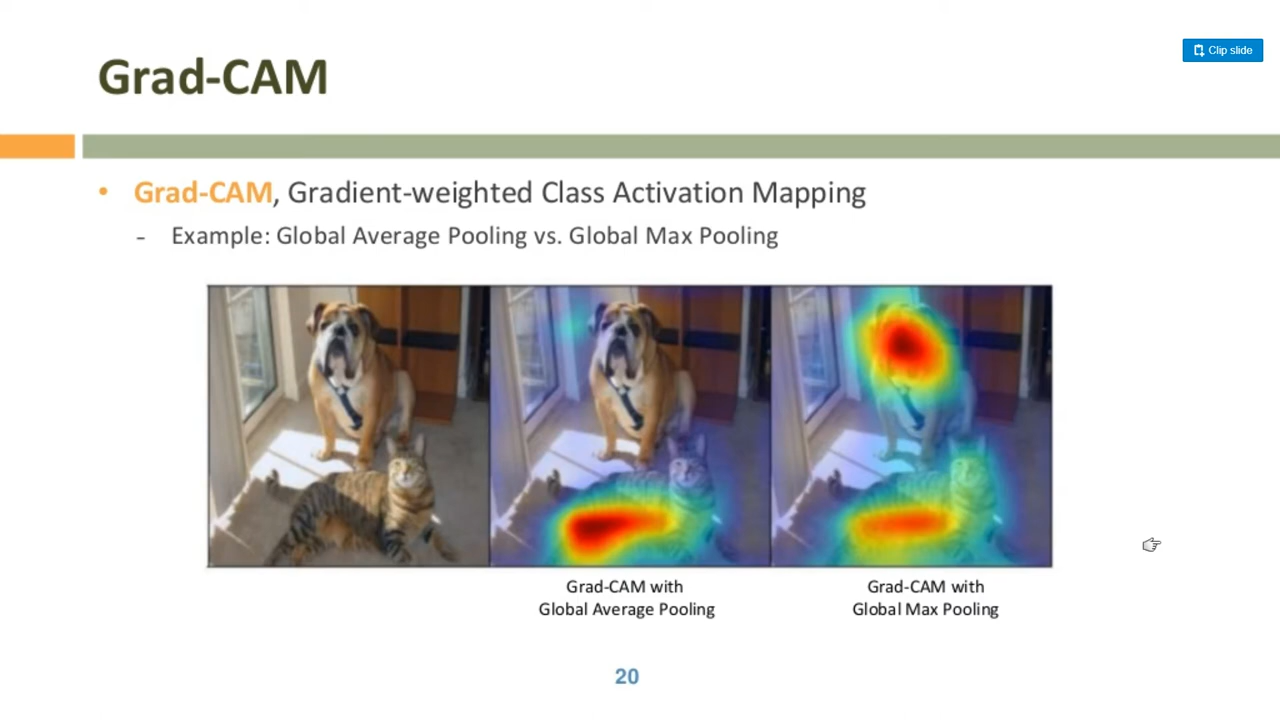 Clip slide
Grad-CAM
• Grad-CAM, Gradient-weighted Class Activation Mapping
- Example: Global Average Pooling vs. Global Max Pooling
Grad-CAM with
Global Average Pooling
Grad-CAM with
Global Max Pooling
20